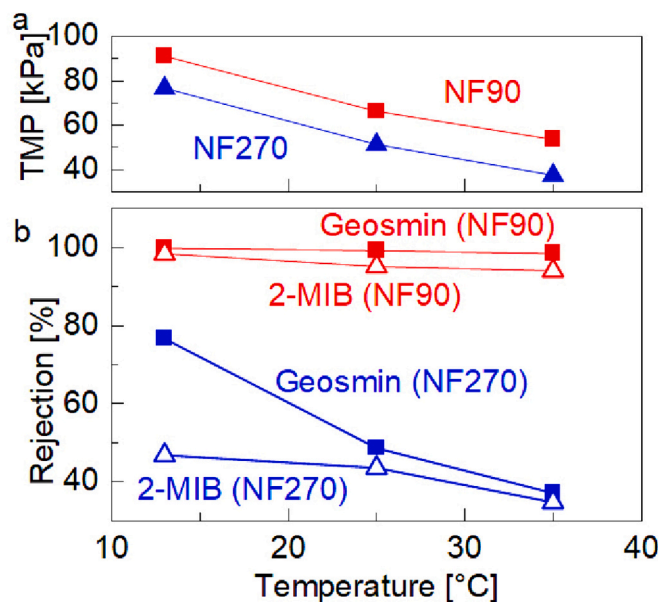 a
100
80
60
40
TMP [kPa]
NF90
NF270
b
100
80
60
40
Rejection [%]
Geosmin (NF90)
2-MIB (NF90)
Geosmin (NF270)
2-MIB (NF270)
10
20
30
40
Temperature [°C]